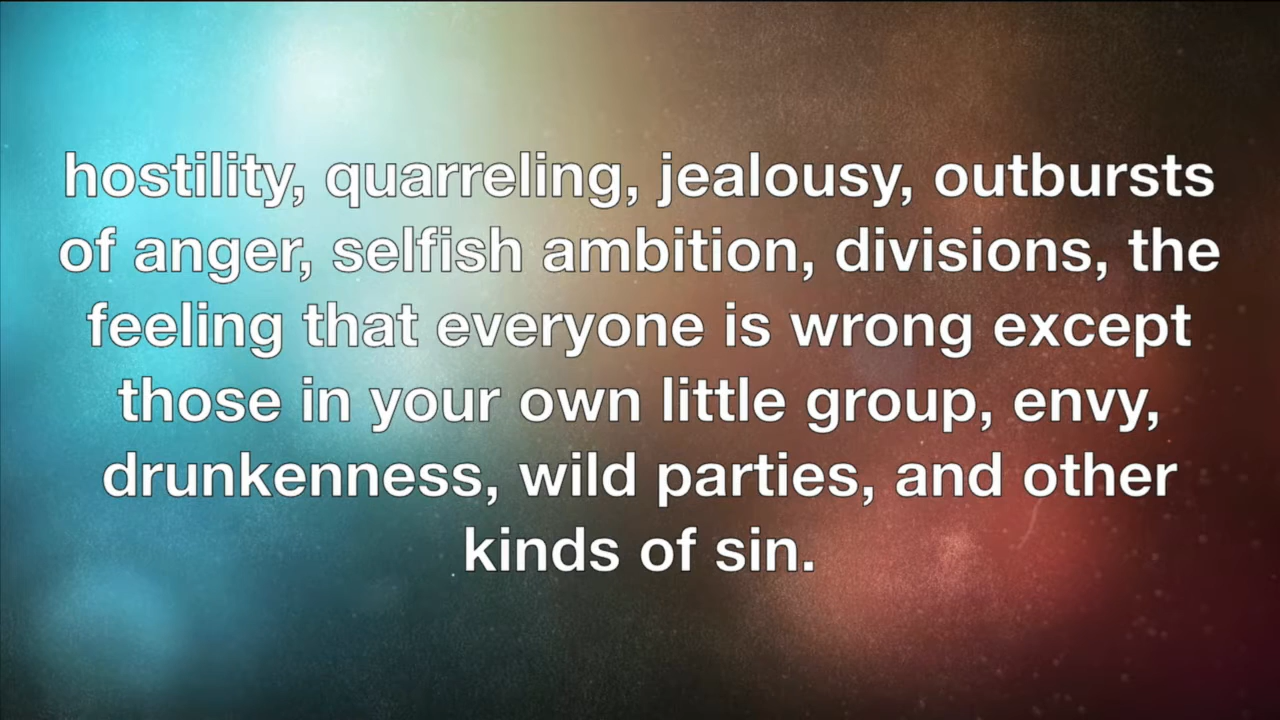 hostility, quarreling, jealousy, outbursts
of anger, selfish ambition, divisions, the
feeling that everyone is wrong except
those in your own little group, envy,
drunkenness, wild parties, and other
kinds of sin.